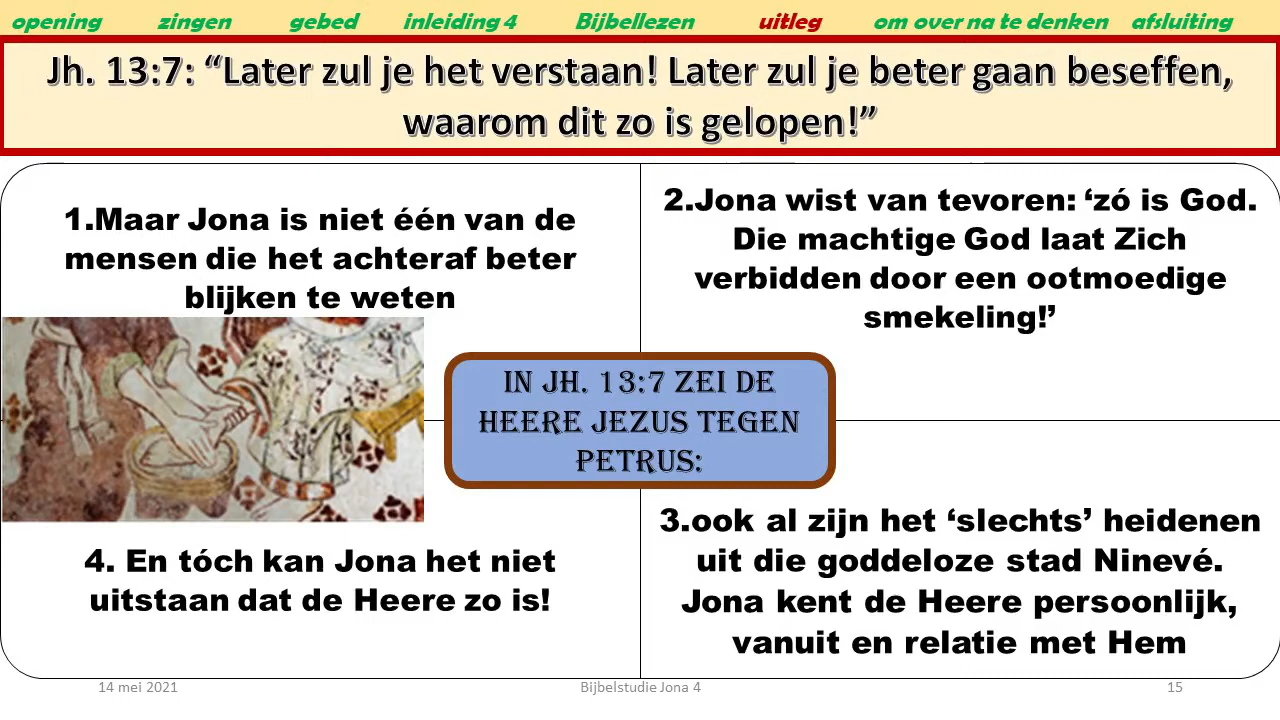 opening zingen gebed inleiding 4 Bijbellezen uitleg om over na te denken afsluiting
Jh. 13:7: “Later zul je het verstaan! Later zul je beter gaan beseffen,
waarom dit zo is gelopen!”
1.Maar Jona is niet één van de
mensen die het achteraf beter
blijken te weten
2.Jona wist van tevoren: ‘zó is God.
Die machtige God laat Zich
verbidden door een ootmoedige
smekeling!’
IN JH. 13:7 ZEI DE
HEERE JEZUS TEGEN
PETRUS:
3.ook al zijn het ‘slechts’ heidenen
uit die goddeloze stad Ninevé.
Jona kent de Heere persoonlijk,
vanuit en relatie met Hem
4. En tóch kan Jona het niet
uitstaan dat de Heere zo is!
14 mei 2021 Bijbelstudie Jona 4 15